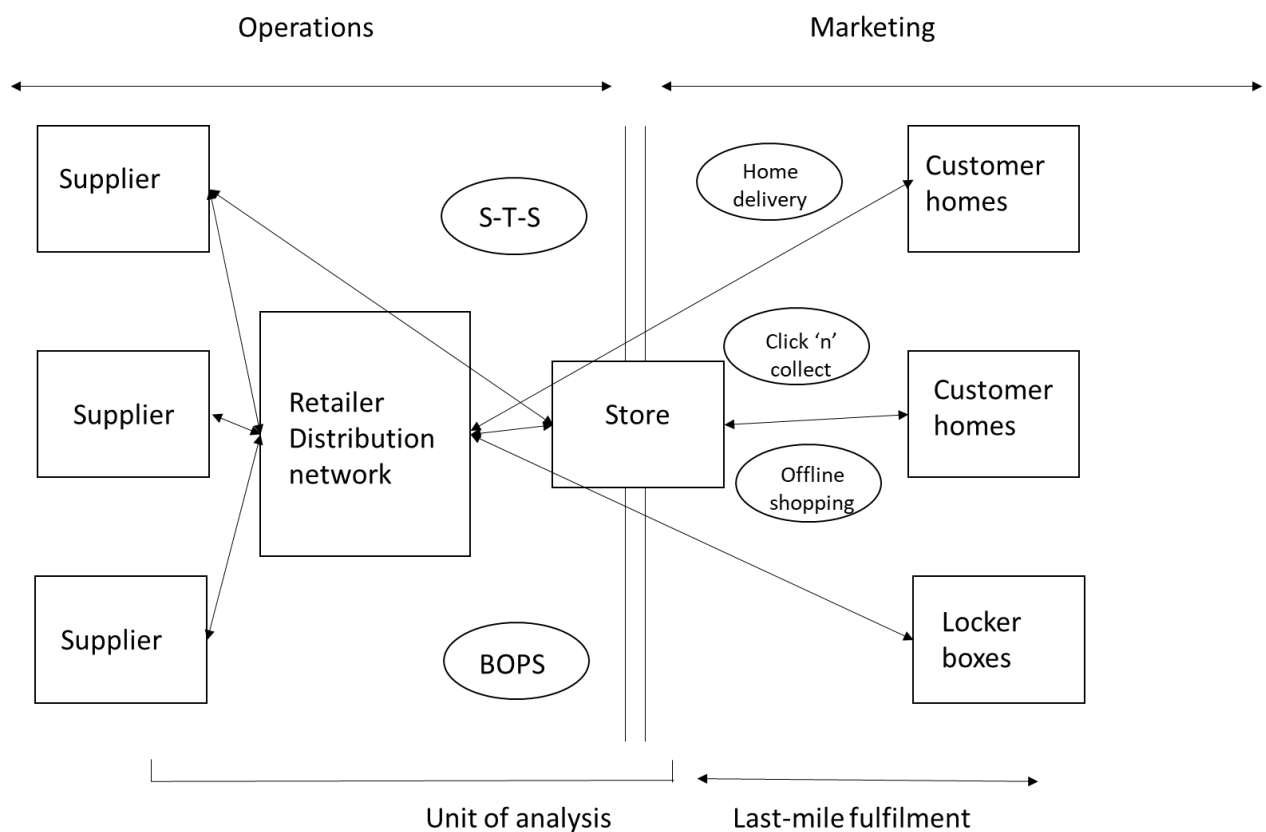 Operations
Marketing
Supplier
S-T-S
Home
delivery
Customer
homes
Supplier
Retailer
Distribution
network
Store
Click ‘n’
collect
Customer
homes
Offline
shopping
Supplier
BOPS
Locker
boxes
Unit of analysis
Last-mile fulfilment